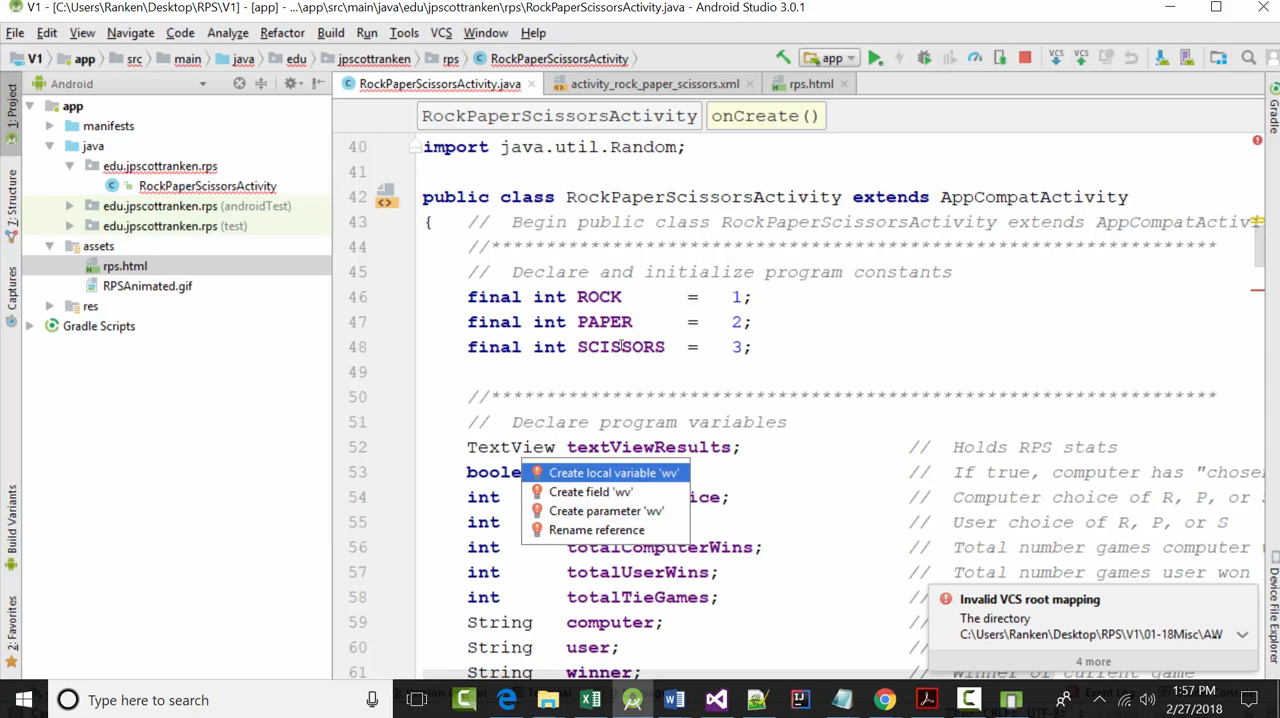 V1 - [C:\Users\Ranken\Desktop\RPS\V1] - [app] - ...\app\src\main\java\edu\jpscottranken\rps\RockPaperScissorsActivity.java - Android Studio 3.0.1
File Edit View Navigate Code Analyze Refactor Build Run Tools VCS Window Help
V1 app src main java edu jpscottranken rps RockPaperScissorsActivity app VCS VCS
Android RockPaperScissorsActivity.java activity_rock_paper_scissors.xml rps.html
1: Project
Z: Structure
Captures
Build Variants
2: Favorites
app
manifests
java
edu.jpscottranken.rps
RockPaperScissorsActivity
edu.jpscottranken.rps (androidTest)
edu.jpscottranken.rps (test)
assets
rps.html
RPSAnimated.gif
res
Gradle Scripts
RockPaperScissorsActivity onCreate()
40 import java.util.Random;
41
42 public class RockPaperScissorsActivity extends AppCompatActivity
43 { // Begin public class RockPaperScissorsActivity extends AppCompatActivi
44 //******************************************************************
45 // Declare and initialize program constants
46 final int ROCK = 1;
47 final int PAPER = 2;
48 final int SCISSORS = 3;
49
50 //******************************************************************
51 // Declare program variables
52 TextView textViewResults; // Holds RPS stats
53 boole // If true, computer has "chose
54 int ice; // Computer choice of R, P, or S
55 int // User choice of R, P, or S
56 int totalComputerWins; // Total number games computer w
57 int totalUserWins; // Total number games user won
58 int totalTieGames; //
59 String computer; //
60 String user; //
61 String winner; // Winner of current game
Create local variable 'wv'
Create field 'wv'
Create parameter 'wv'
Rename reference
Invalid VCS root mapping
The directory
C:\Users\Ranken\Desktop\RPS\V1\01-18Misc\AW
4 more
Gradle
Device File Explorer
Type here to search
1:57 PM
2/27/2018